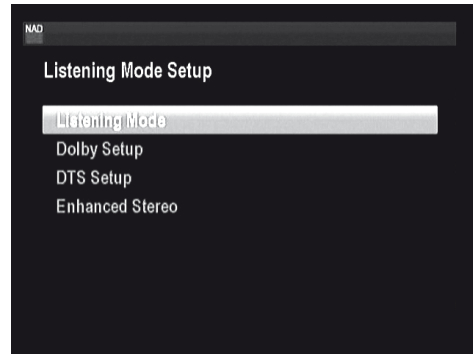 NAD
Listening Mode Setup
Listening Mode
Dolby Setup
DTS Setup
Enhanced Stereo